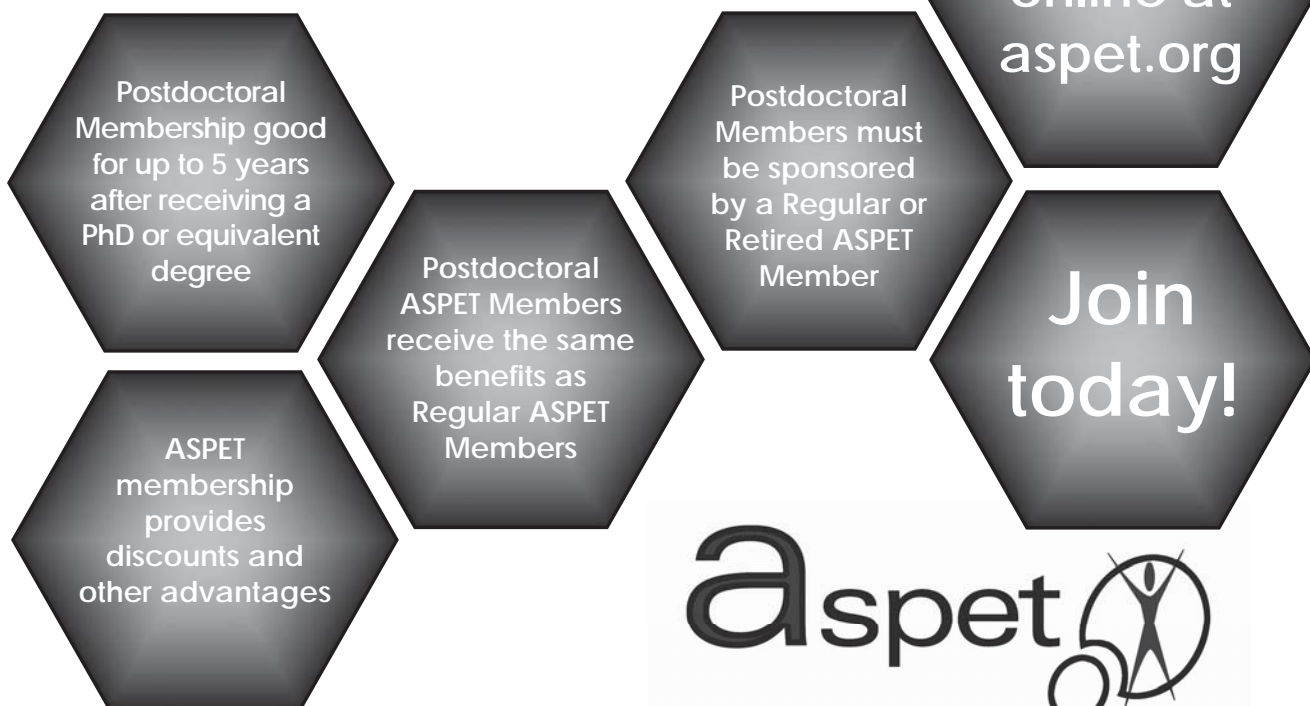 online at
aspet.org
Postdoctoral
Membership good
for up to 5 years
after receiving a
PhD or equivalent
degree
Postdoctoral
Members must
be sponsored
by a Regular or
Retired ASPET
Member
Postdoctoral
ASPET Members
receive the same
benefits as
Regular ASPET
Members
Join
today!
ASPET
membership
provides
discounts and
other advantages
aspet